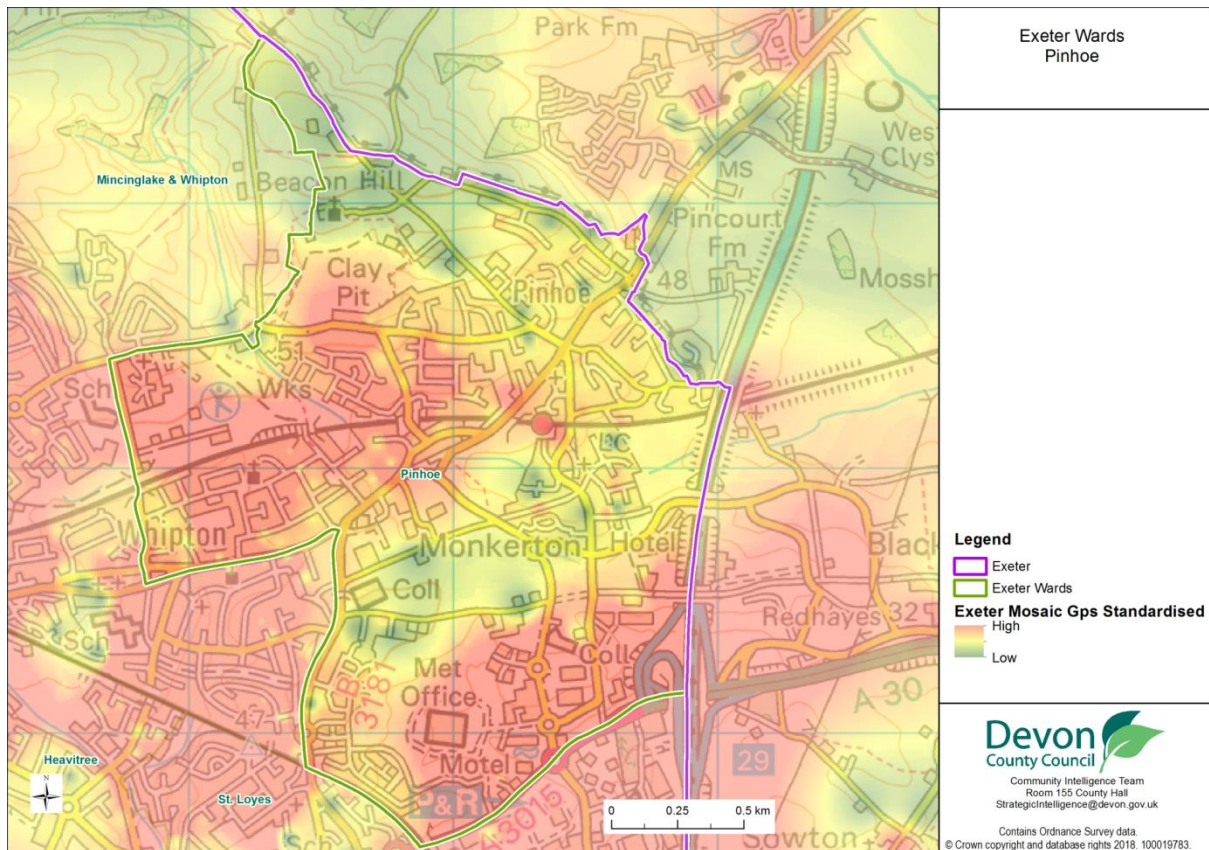 Exeter Wards
Pinhoe
Park Fm
West
Clyst
MS
Mincinglake & Whipton
Beacon Hill
Pincourt
Fm
Mossh
Clay
Pit
Pinhoe
48
51
Sch
Wks
Pinhoe
Whipton
Monkerton
Hotel
Black
Coll
Redhayes
32
Sch
B 3181
Met
Office
Coll
A 30
47
Motel
29
Heavitree
St. Loyes
P&R
A 3015
Sch
Sowton
N
0 0.25 0.5 km
Legend
Exeter
Exeter Wards
Exeter Mosaic Gps Standardised
High
Low
Devon
County Council
Community Intelligence Team
Room 155 County Hall
StrategicIntelligence@devon.gov.uk
Contains Ordnance Survey data.
© Crown copyright and database rights 2018. 100019783.